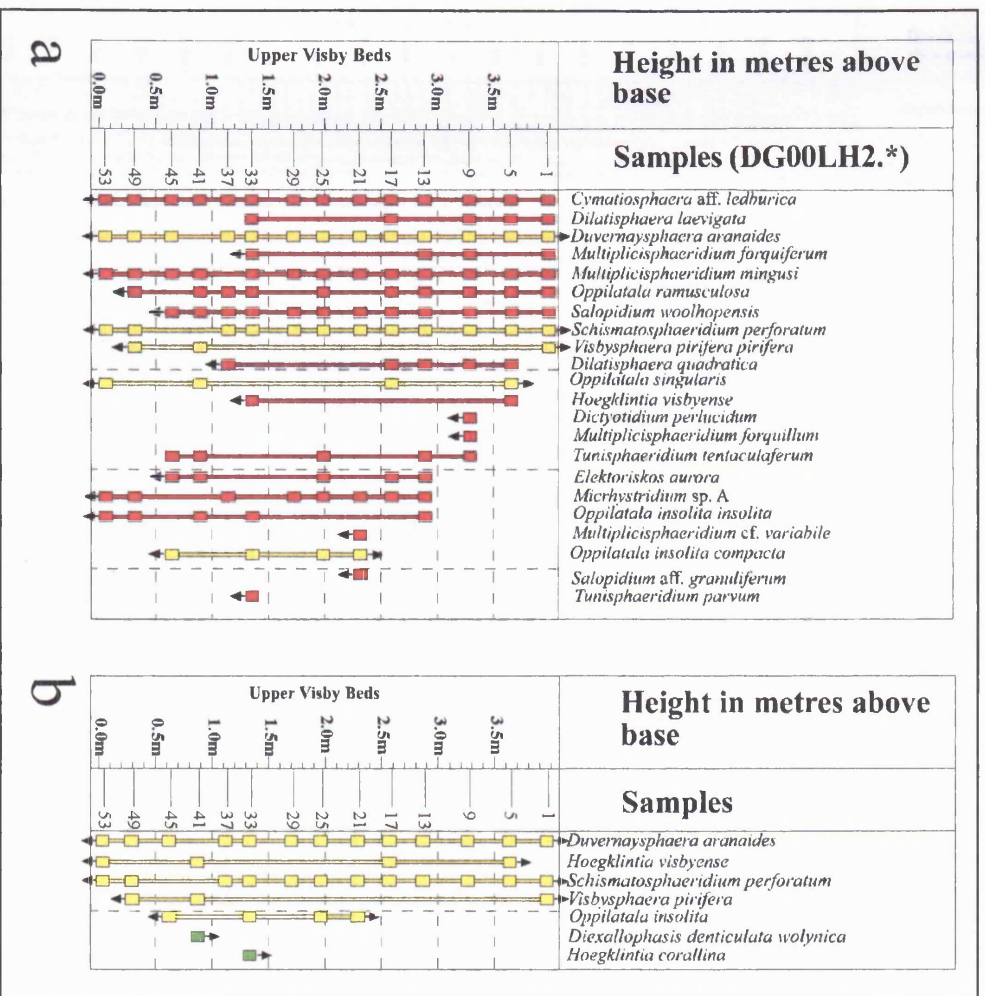 a
Upper Visby Beds
0.0m 0.5m 1.0m 1.5m 2.0m 2.5m 3.0m 3.5m
Height in metres above
base
53 49 45 41 37 33 29 25 21 17 13 9 5 1
Samples (DG00LH2.*)
Cymatiosphaera aff. ledburica
Dilatisphaera laevigata
Duvernaysphaera aranaides
Multiplicisphaeridium forquiferum
Multiplicisphaeridium mingusi
Oppilatala ramusculosa
Salopidium woolhopensis
Schismatosphaeridium perforatum
Visbysphaera pirifera pirifera
Dilatisphaera quadratica
Oppilatala singularis
Hoegklintia visbyense
Dictyotidium perlucidum
Multiplicisphaeridium forquillum
Tunisphaeridium tentaculaferum
Elektoriskos aurora
Micrhystridium sp. A
Oppilatala insolita insolita
Multiplicisphaeridium cf. variabile
Oppilatala insolita compacta
Salopidium aff. granuliferum
Tunisphaeridium parvum
b
Upper Visby Beds
0.0m 0.5m 1.0m 1.5m 2.0m 2.5m 3.0m 3.5m
Height in metres above
base
53 49 45 41 37 33 29 25 21 17 13 9 5 1
Samples
Duvernaysphaera aranaides
Hoegklintia visbyense
Schismatosphaeridium perforatum
Visbysphaera pirifera
Oppilatala insolita
Diexallophasis denticulata wolynica
Hoegklintia corallina